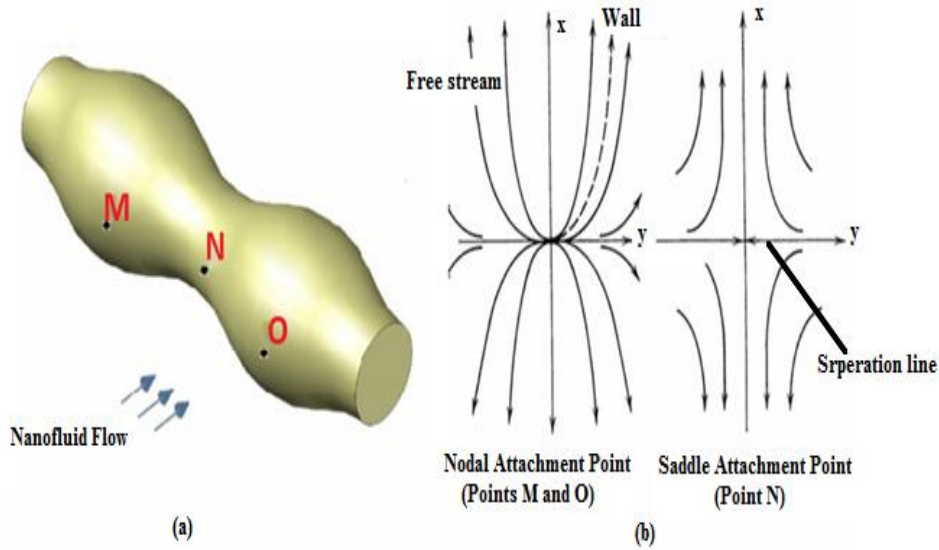 M
N
O
Nanofluid Flow
(a)
x
Wall
Free stream
y
Nodal Attachment Point
(Points M and O)
x
y
Srperation line
Saddle Attachment Point
(Point N)
(b)